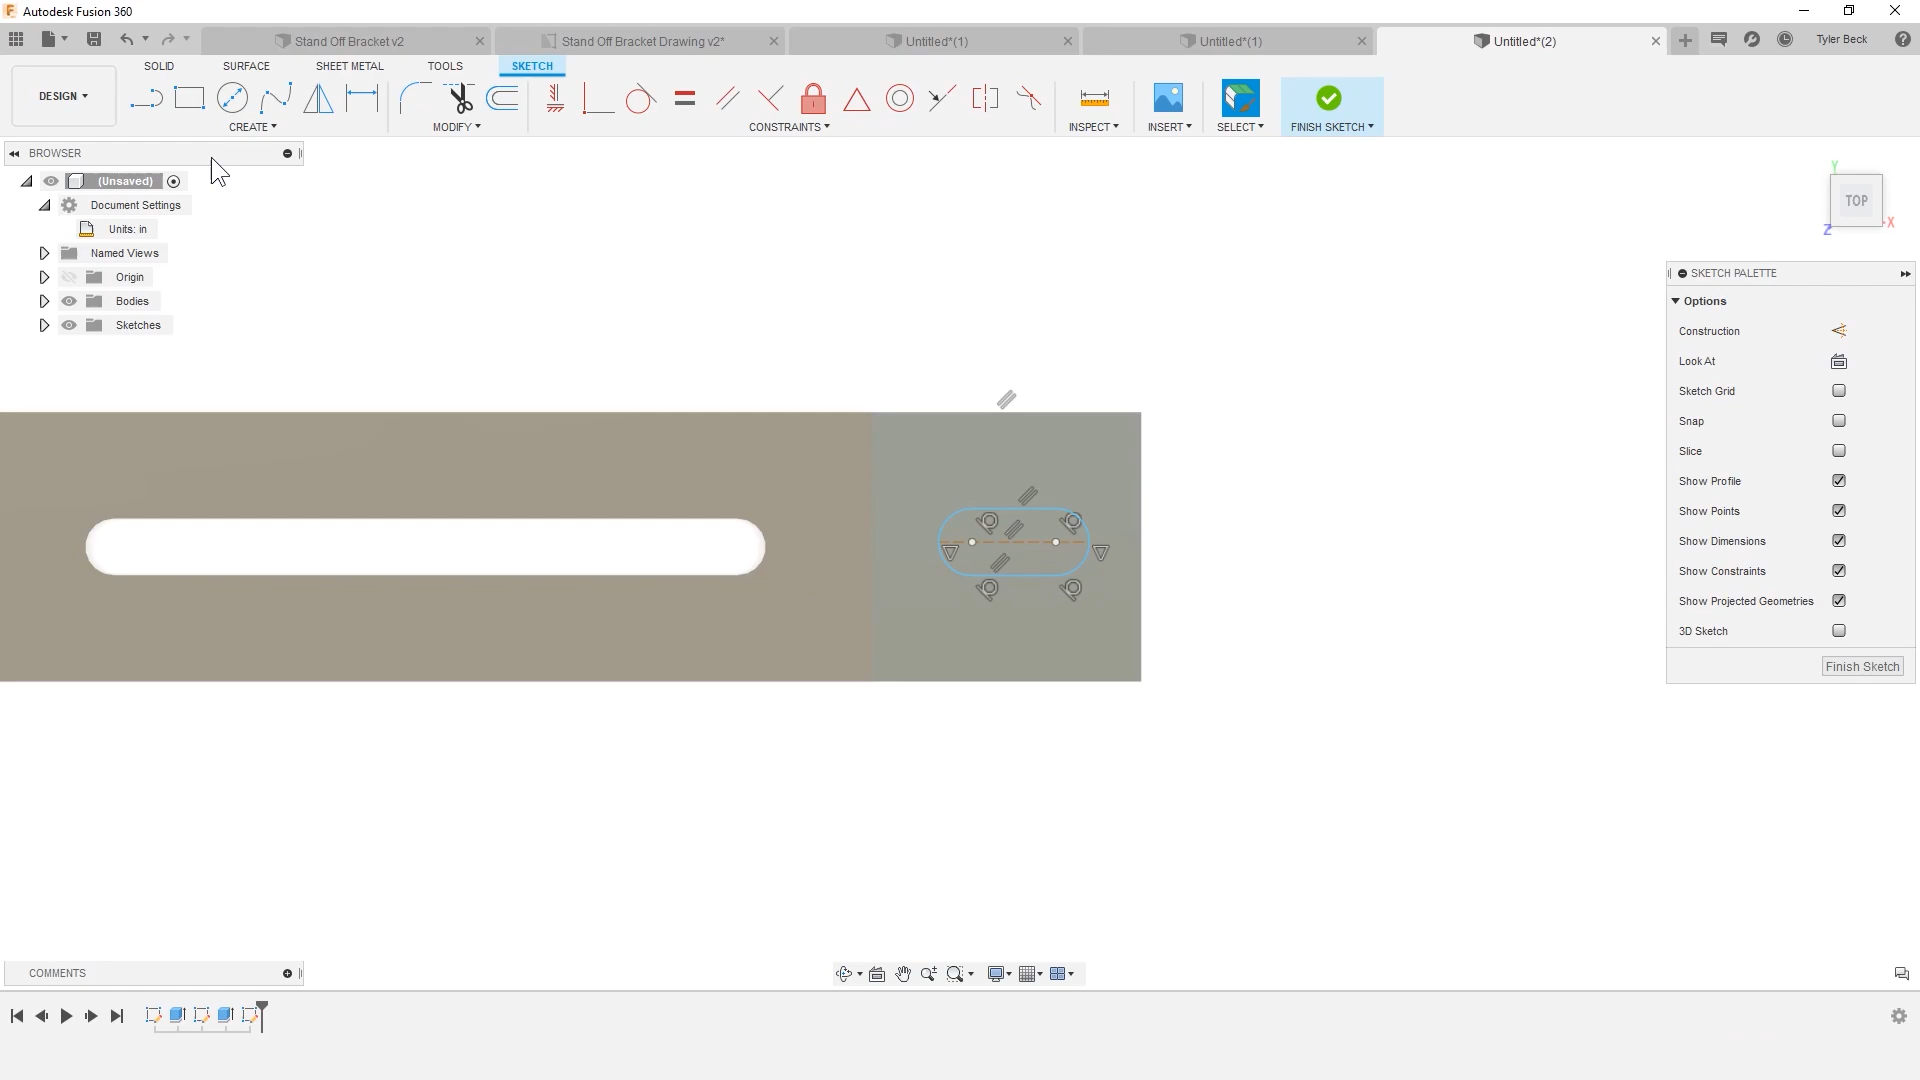 Autodesk Fusion 360
Stand Off Bracket v2
Stand Off Bracket Drawing v2*
Untitled*(1)
Untitled*(1)
Untitled*(2)
Tyler Beck
SOLID
SURFACE
SHEET METAL
TOOLS
SKETCH
DESIGN
CREATE
MODIFY
CONSTRAINTS
INSPECT
INSERT
SELECT
FINISH SKETCH
BROWSER
(Unsaved)
Document Settings
Units: in
Named Views
Origin
Bodies
Sketches
Y
TOP
X
Z
SKETCH PALETTE
Options
Construction
Look At
Sketch Grid
Snap
Slice
Show Profile
Show Points
Show Dimensions
Show Constraints
Show Projected Geometries
3D Sketch
Finish Sketch
COMMENTS